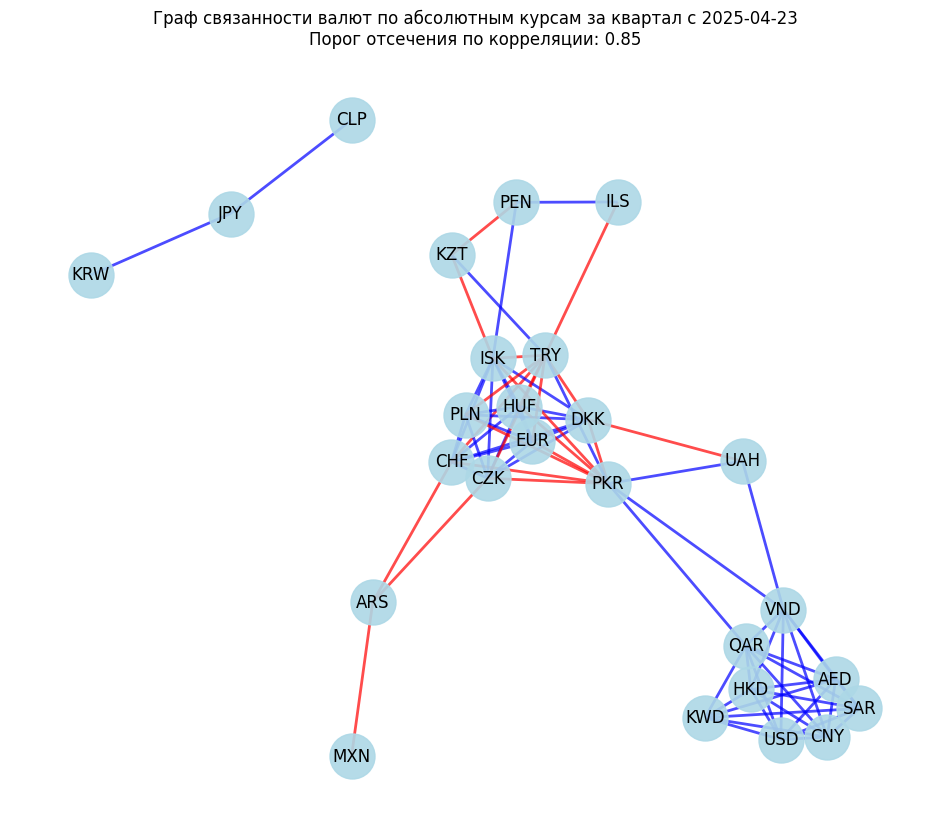 Граф связанности валют по абсолютным курсам за квартал с 2025-04-23
Порог отсечения по корреляции: 0.85
CLP
PEN
ILS
JPY
KZT
KRW
ISK
TRY
HUF
PLN
DKK
EUR
CHF
UAH
CZK
PKR
ARS
VND
QAR
AED
HKD
SAR
KWD
USD
CNY
MXN